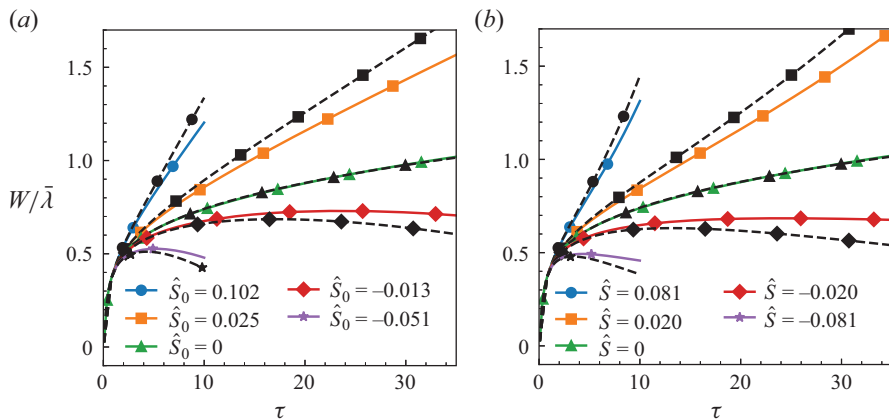 (a)
(b)
W/λ̄
1.5
1.0
0.5
0
0 10 20 30
τ
Ŝ₀ = 0.102
Ŝ₀ = 0.025
Ŝ₀ = 0
Ŝ₀ = –0.013
Ŝ₀ = –0.051
1.5
1.0
0.5
0
0 10 20 30
τ
Ŝ = 0.081
Ŝ = 0.020
Ŝ = 0
Ŝ = –0.020
Ŝ = –0.081